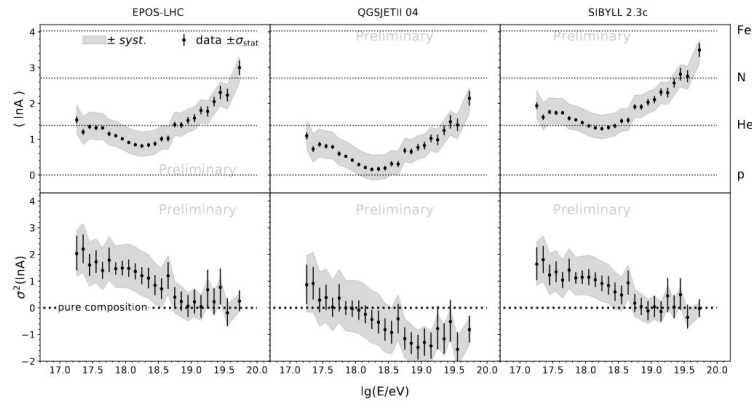 EPOS-LHC
QGSJETII 04
SIBYLL 2.3c
± syst.
data ±σstat
Preliminary
Preliminary
Preliminary
Fe
N
He
p
⟨ lnA ⟩
4
3
2
1
0
Preliminary
Preliminary
Preliminary
σ²(lnA)
4
3
2
1
0
−1
−2
pure composition
17.0 17.5 18.0 18.5 19.0 19.5 20.0
17.0 17.5 18.0 18.5 19.0 19.5 20.0
17.0 17.5 18.0 18.5 19.0 19.5 20.0
lg(E/eV)